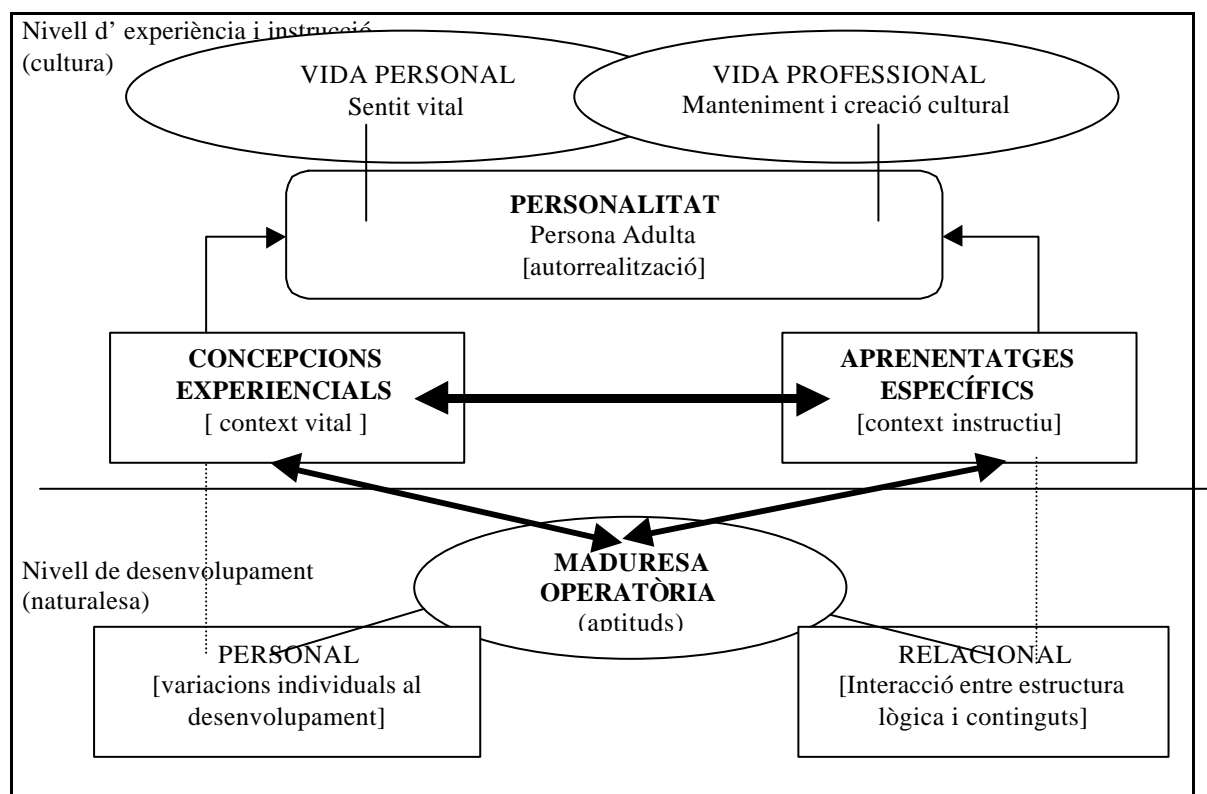 Nivell d’ experiència i instrucció
(cultura)
VIDA PERSONAL
Sentit vital
VIDA PROFESSIONAL
Manteniment i creació cultural
PERSONALITAT
Persona Adulta
[autorrealització]
CONCEPCIONS
EXPERIENCIALS
[ context vital ]
APRENENTATGES
ESPECÍFICS
[context instructiu]
Nivell de desenvolupament
(naturalesa)
MADURESA
OPERATÒRIA
(aptituds)
PERSONAL
[variacions individuals al
desenvolupament]
RELACIONAL
[Interacció entre estructura
lògica i continguts]